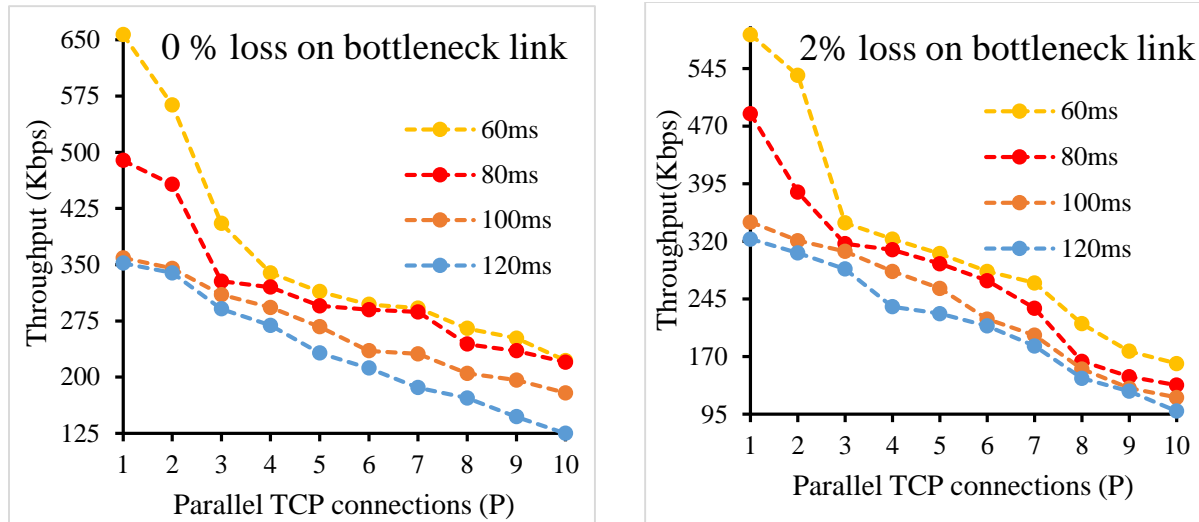 0 % loss on bottleneck link
Throughput (Kbps)
650
575
500
425
350
275
200
125
60ms
80ms
100ms
120ms
1 2 3 4 5 6 7 8 9 10
Parallel TCP connections (P)
2% loss on bottleneck link
Throughput(Kbps)
545
470
395
320
245
170
95
60ms
80ms
100ms
120ms
1 2 3 4 5 6 7 8 9 10
Parallel TCP connections (P)